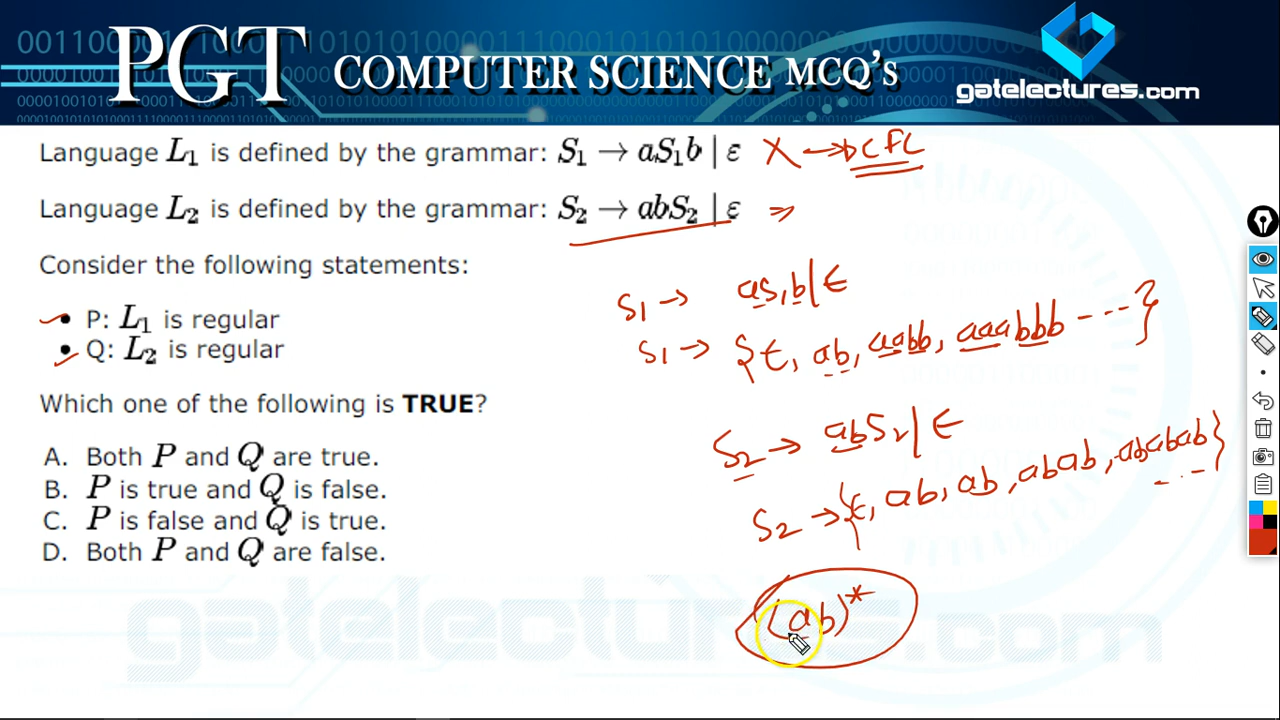 PGT COMPUTER SCIENCE MCQ'S
gatelectures.com
Language L₁ is defined by the grammar: S₁ → aS₁b | ε X → DCFL
Language L₂ is defined by the grammar: S₂ → abS₂ | ε ⇒
Consider the following statements:
S₁ → aS₁b | ϵ
• P: L₁ is regular
S₁ → {ϵ, ab, aabb, aaabbb - - - }
• Q: L₂ is regular
Which one of the following is TRUE?
S₂ → abS₂ | ϵ
A. Both P and Q are true.
B. P is true and Q is false.
S₂ → {ϵ, ab, ab, abab, ababab - - - }
C. P is false and Q is true.
D. Both P and Q are false.
(ab)*
gatelectures.com